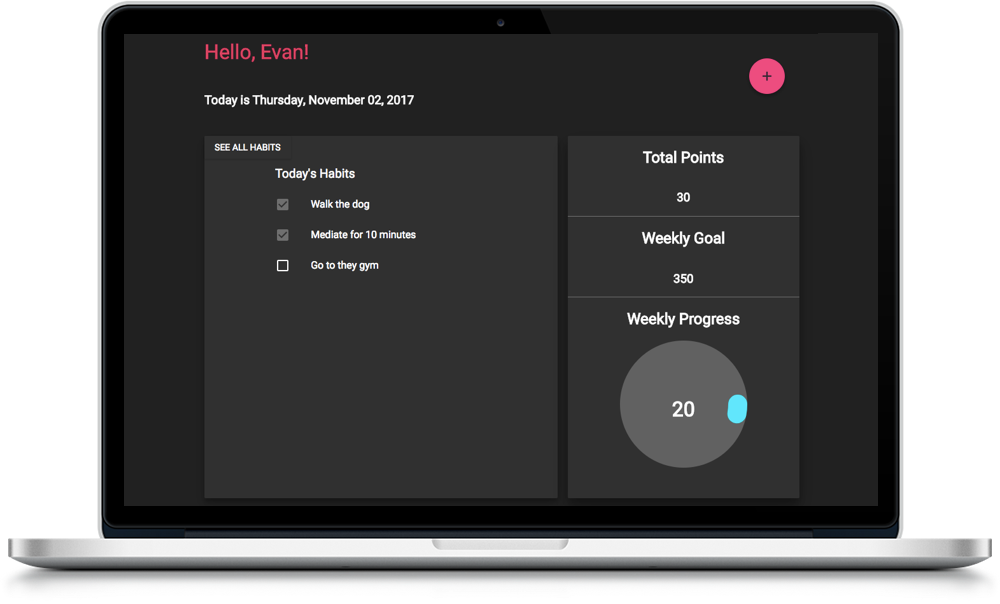 Hello, Evan!
+
Today is Thursday, November 02, 2017
SEE ALL HABITS
Today's Habits
Walk the dog
Mediate for 10 minutes
Go to they gym
Total Points
30
Weekly Goal
350
Weekly Progress
20